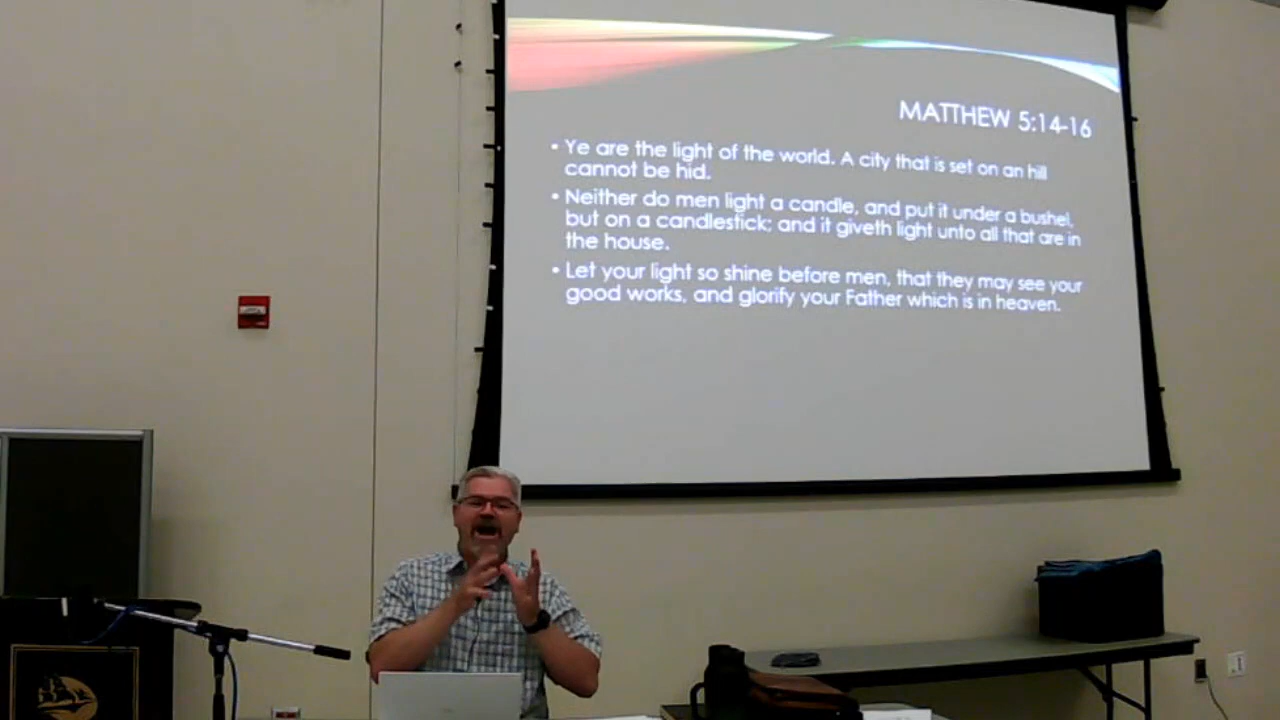 MATTHEW 5:14-16
• Ye are the light of the world. A city that is set on an hill
cannot be hid.
• Neither do men light a candle, and put it under a bushel,
but on a candlestick; and it giveth light unto all that are in
the house.
• Let your light so shine before men, that they may see your
good works, and glorify your Father which is in heaven.